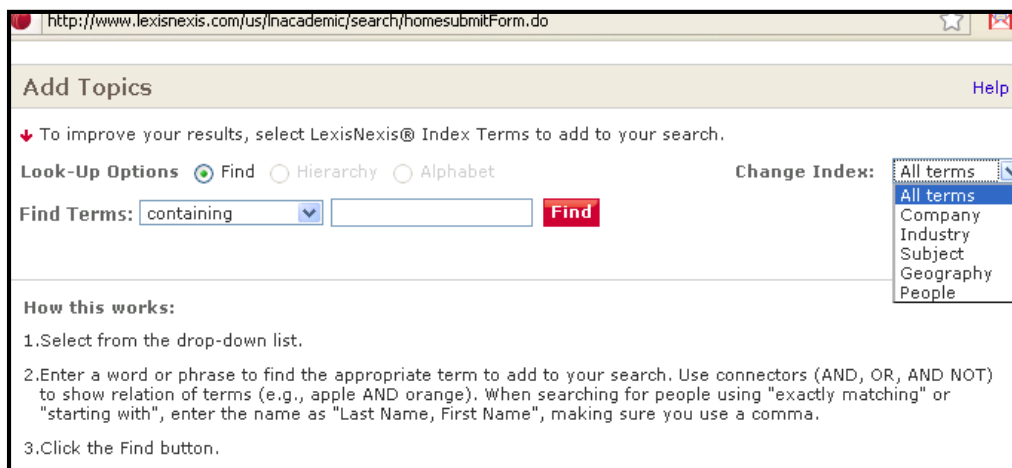 http://www.lexisnexis.com/us/lnacademic/search/homesubmitForm.do
Add Topics Help
To improve your results, select LexisNexis® Index Terms to add to your search.
Look-Up Options Find Hierarchy Alphabet Change Index: All terms
Find Terms: containing Find
All terms
Company
Industry
Subject
Geography
People
How this works:
1.Select from the drop-down list.
2.Enter a word or phrase to find the appropriate term to add to your search. Use connectors (AND, OR, AND NOT)
to show relation of terms (e.g., apple AND orange). When searching for people using "exactly matching" or
"starting with", enter the name as "Last Name, First Name", making sure you use a comma.
3.Click the Find button.